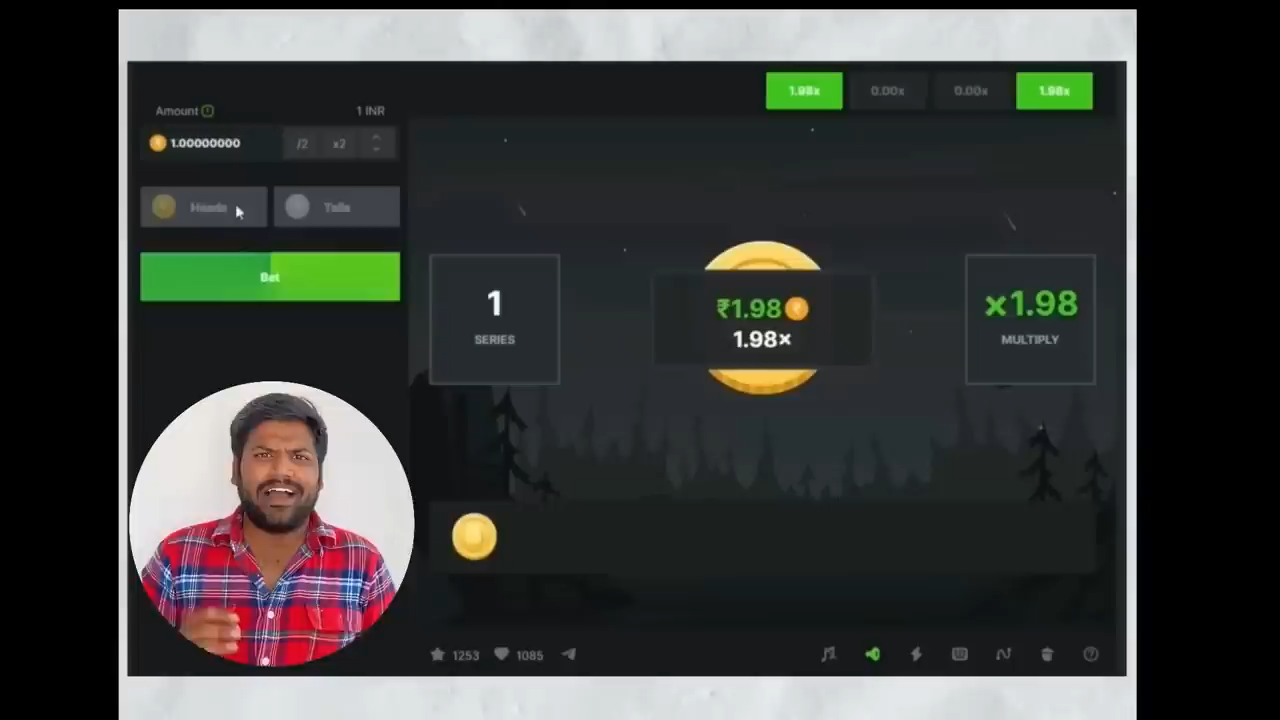 1.98x 0.00x 0.00x 1.98x
Amount 1 INR
1.00000000 /2 x2
Heads Tails
Bet
1
SERIES
₹1.98
1.98×
×1.98
MULTIPLY
1253 1085